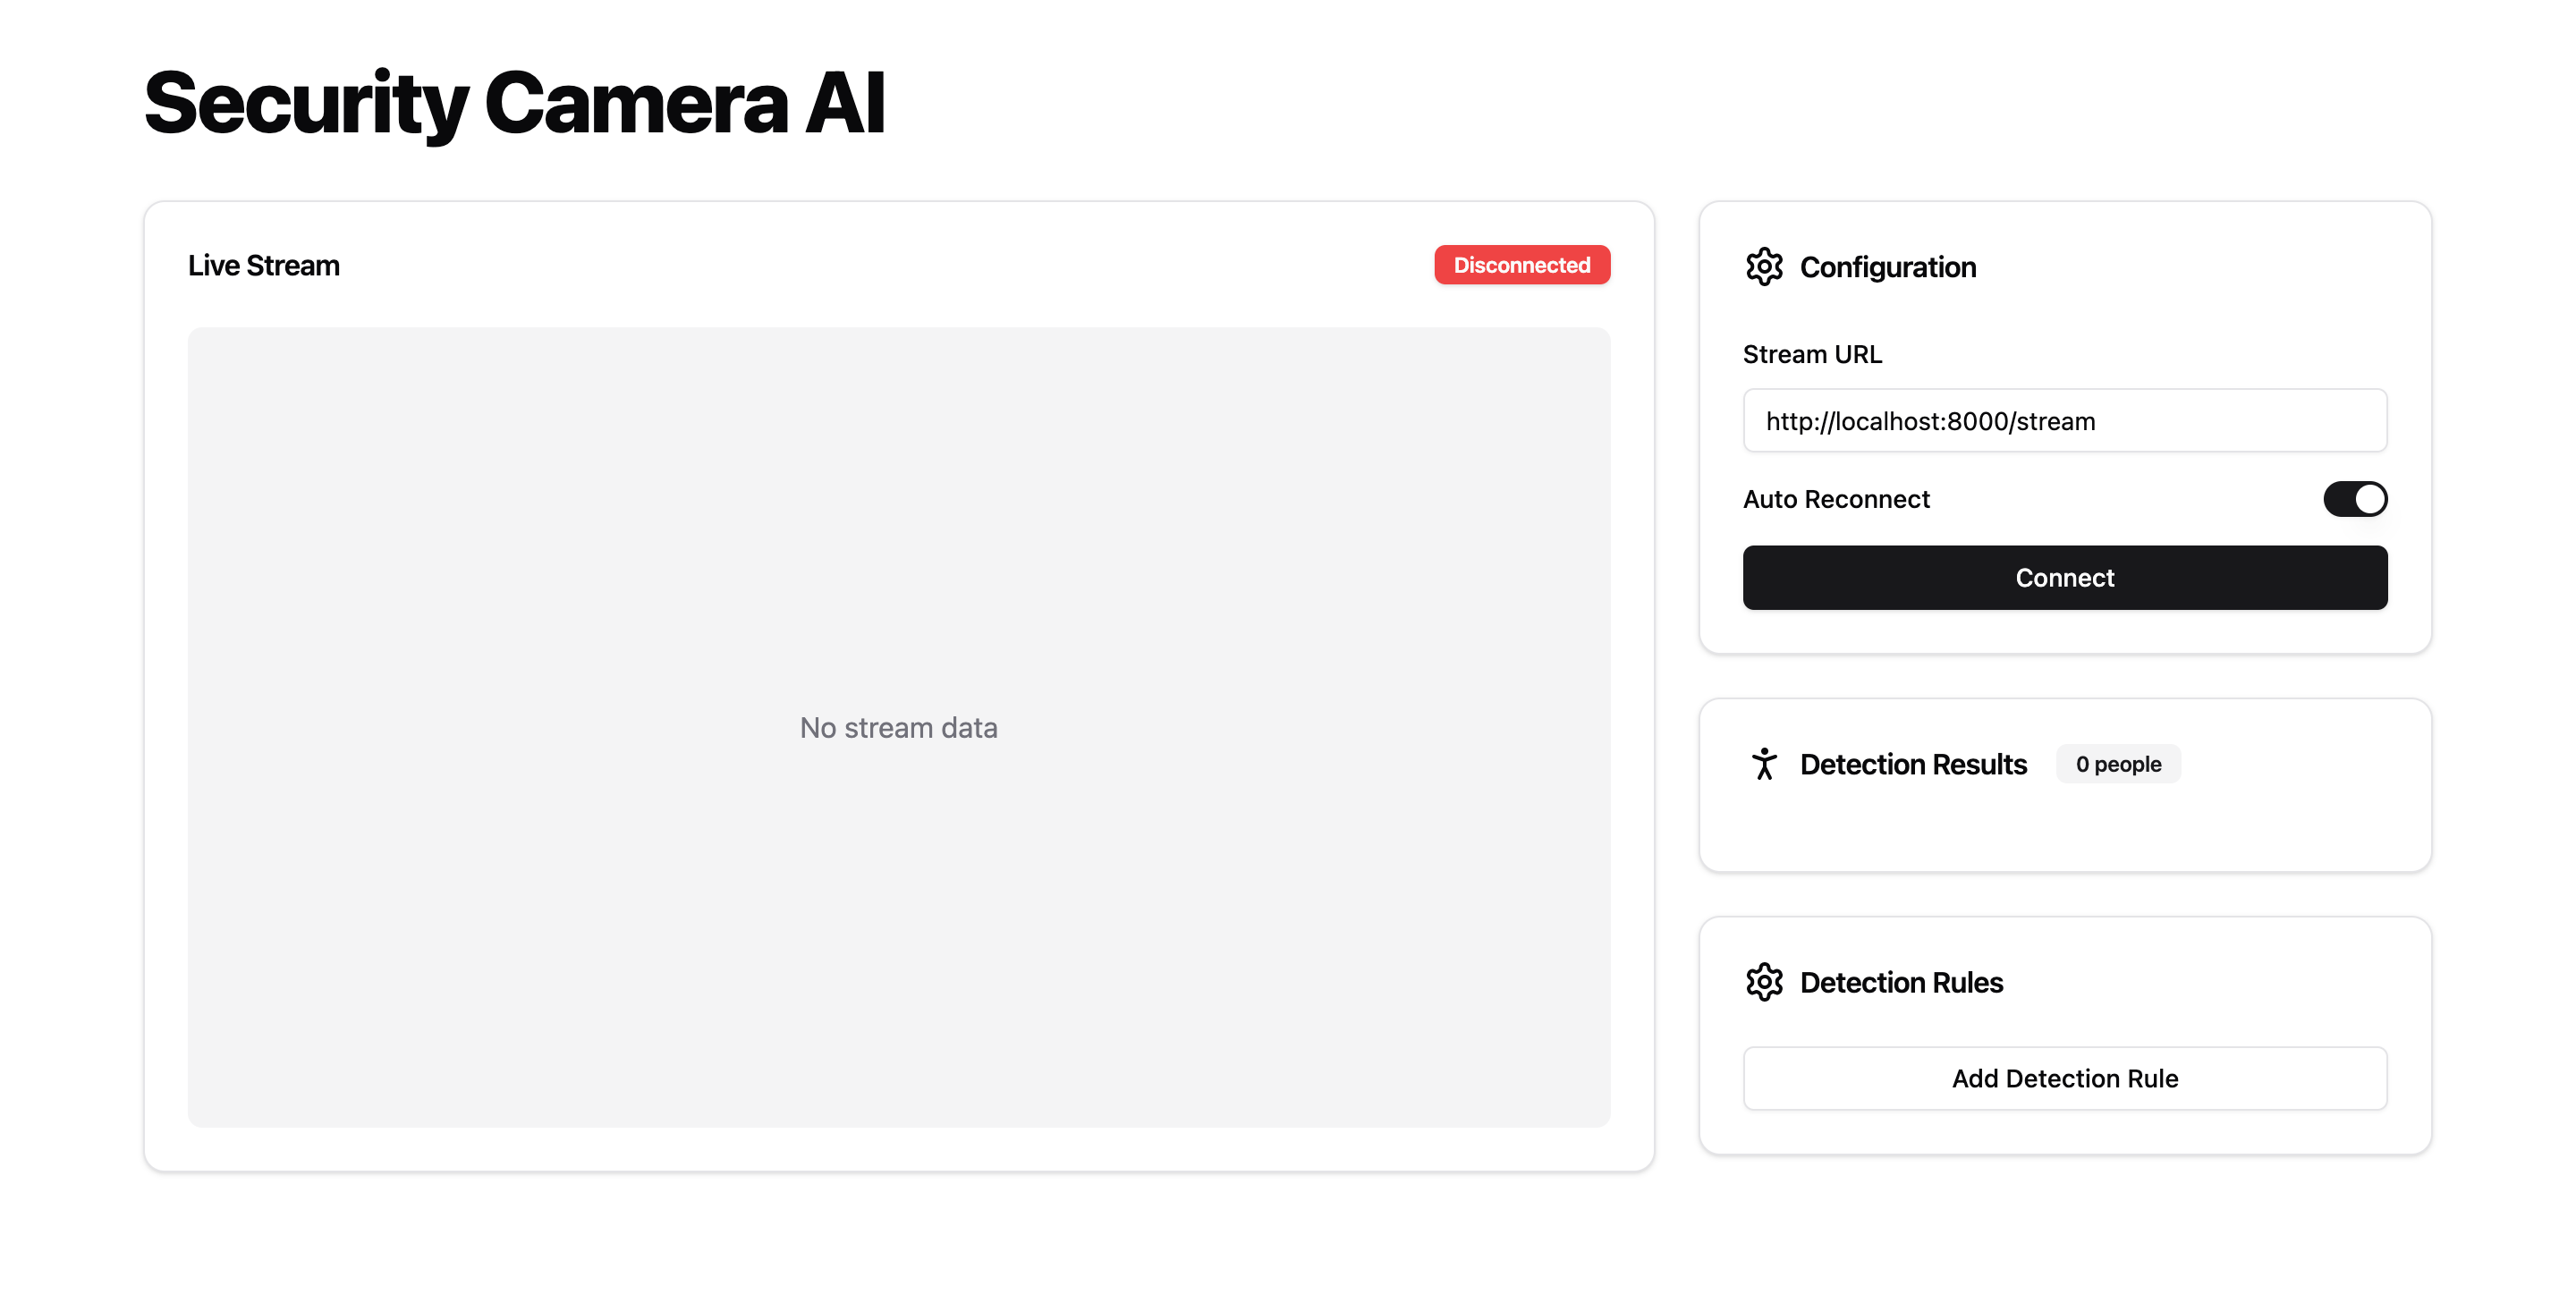 Security Camera AI
Live Stream
Disconnected
No stream data
Configuration
Stream URL
http://localhost:8000/stream
Auto Reconnect
Connect
Detection Results
0 people
Detection Rules
Add Detection Rule